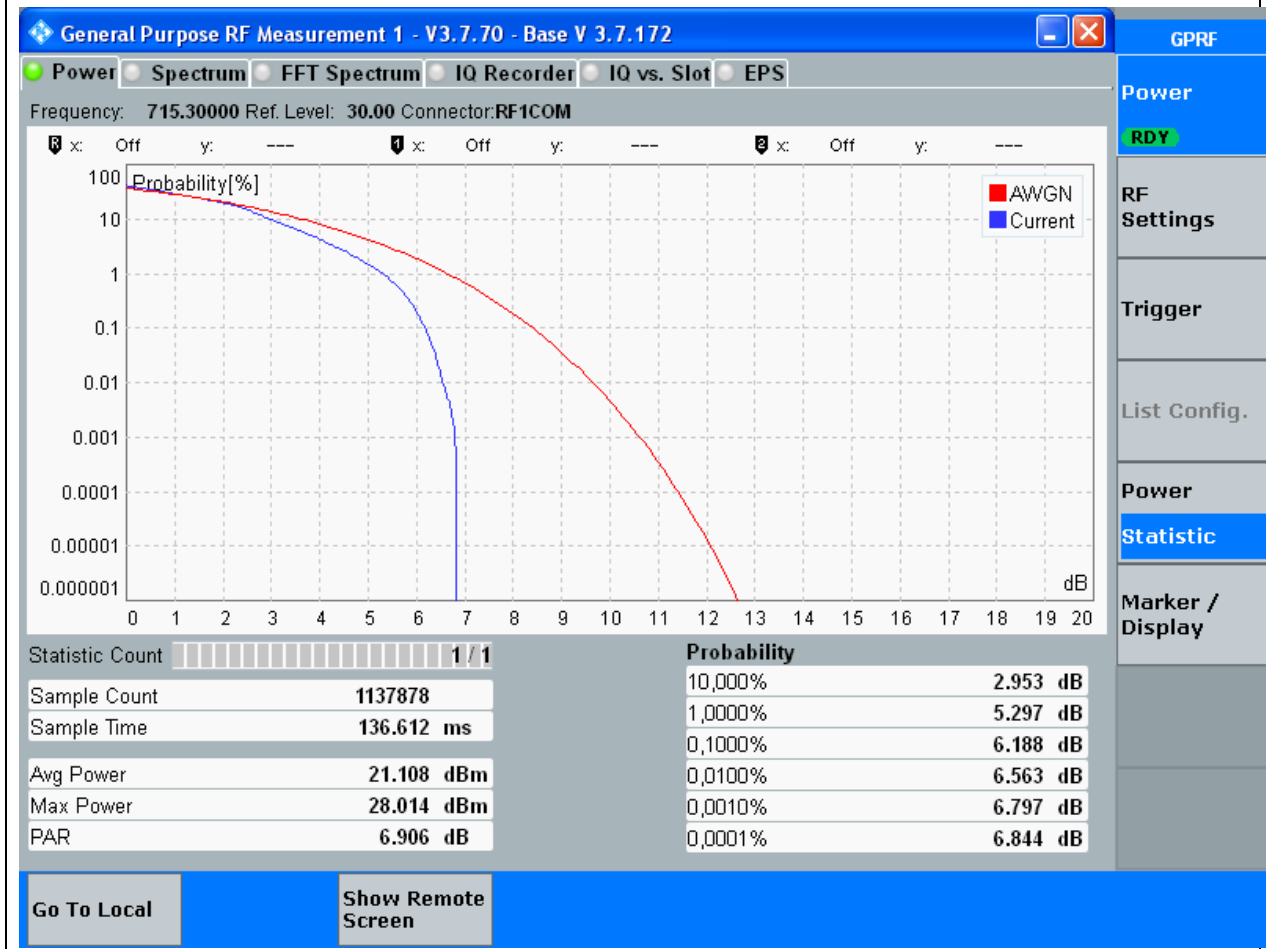 General Purpose RF Measurement 1 - V3.7.70 - Base V 3.7.172
GPRF
Power Spectrum FFT Spectrum IQ Recorder IQ vs. Slot EPS
Frequency: 715.30000 Ref. Level: 30.00 Connector:RF1COM
R x: Off y: --- 1 x: Off y: --- 2 x: Off y: ---
Probability[%]
AWGN
Current
100
10
1
0.1
0.01
0.001
0.0001
0.00001
0.000001
dB
0 1 2 3 4 5 6 7 8 9 10 11 12 13 14 15 16 17 18 19 20
Statistic Count 1 / 1
Sample Count 1137878
Sample Time 136.612 ms
Avg Power 21.108 dBm
Max Power 28.014 dBm
PAR 6.906 dB
Probability
10,000% 2.953 dB
1,0000% 5.297 dB
0,1000% 6.188 dB
0,0100% 6.563 dB
0,0010% 6.797 dB
0,0001% 6.844 dB
Power
RDY
RF
Settings
Trigger
List Config.
Power
Statistic
Marker /
Display
Go To Local
Show Remote
Screen